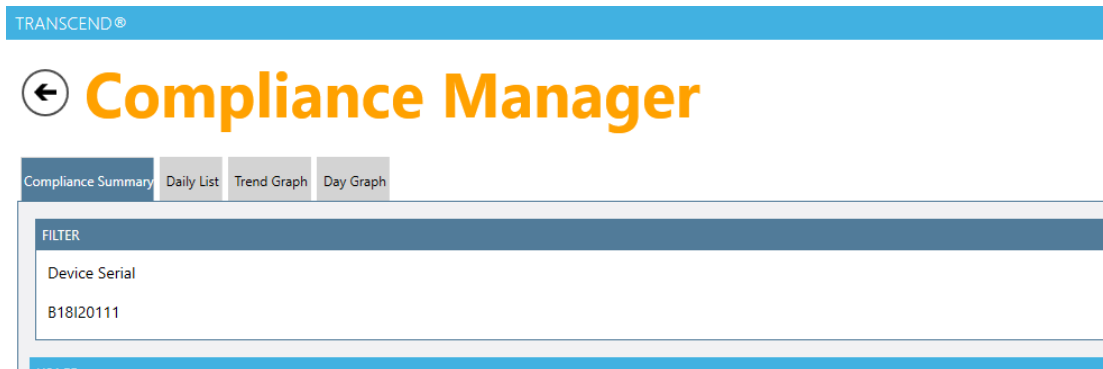 TRANSCEND®
Compliance Manager
Compliance Summary Daily List Trend Graph Day Graph
FILTER
Device Serial
B18I20111